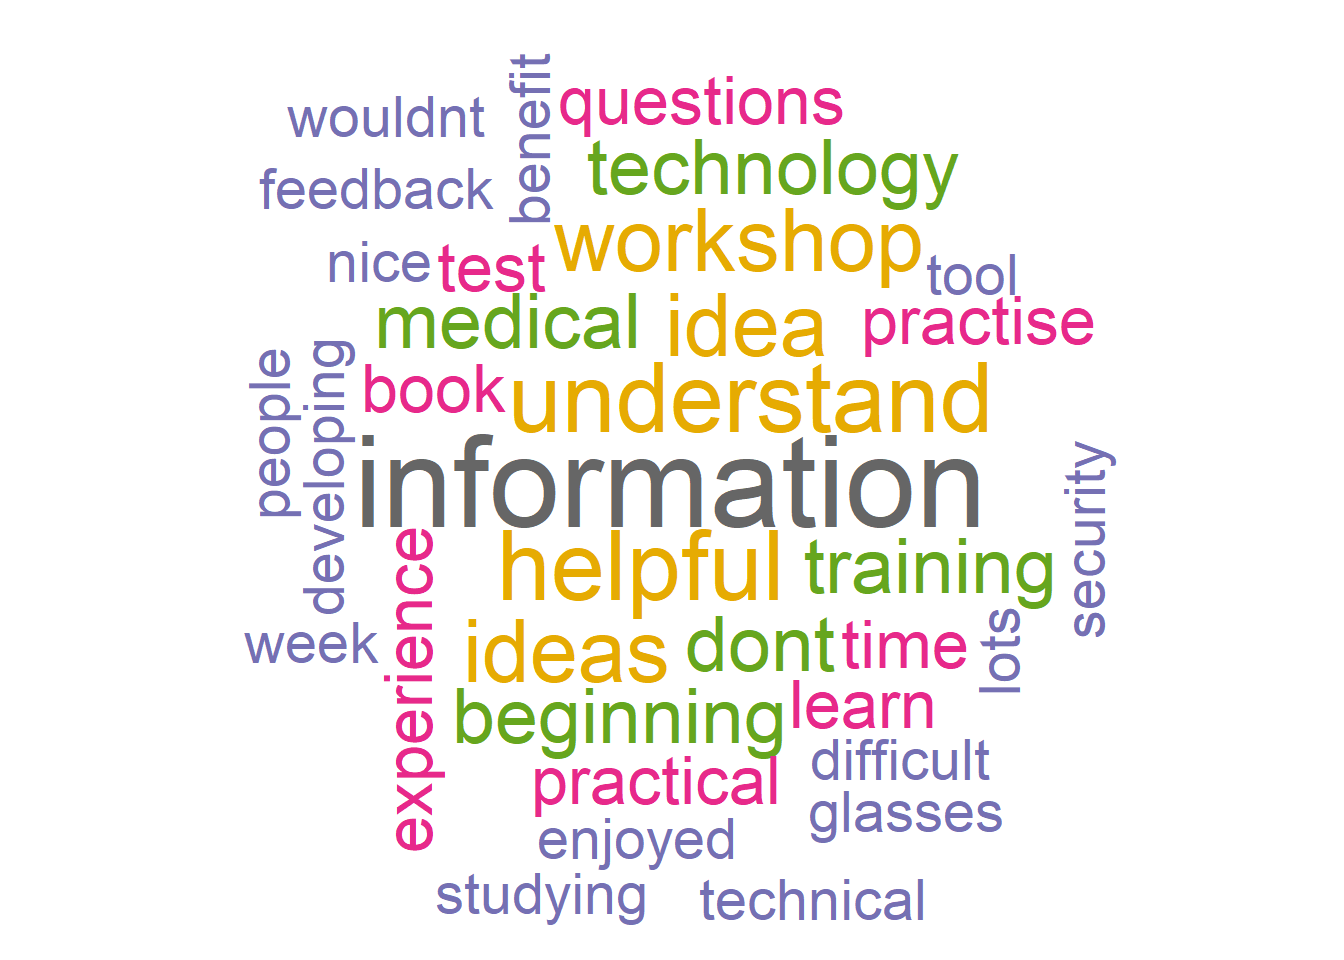 wouldnt
benefit
questions
feedback
technology
nice
test
workshop
tool
medical
idea
practise
people
developing
book
understand
information
security
experience
helpful
training
week
ideas
dont
time
lots
beginning
learn
practical
difficult
glasses
enjoyed
studying
technical